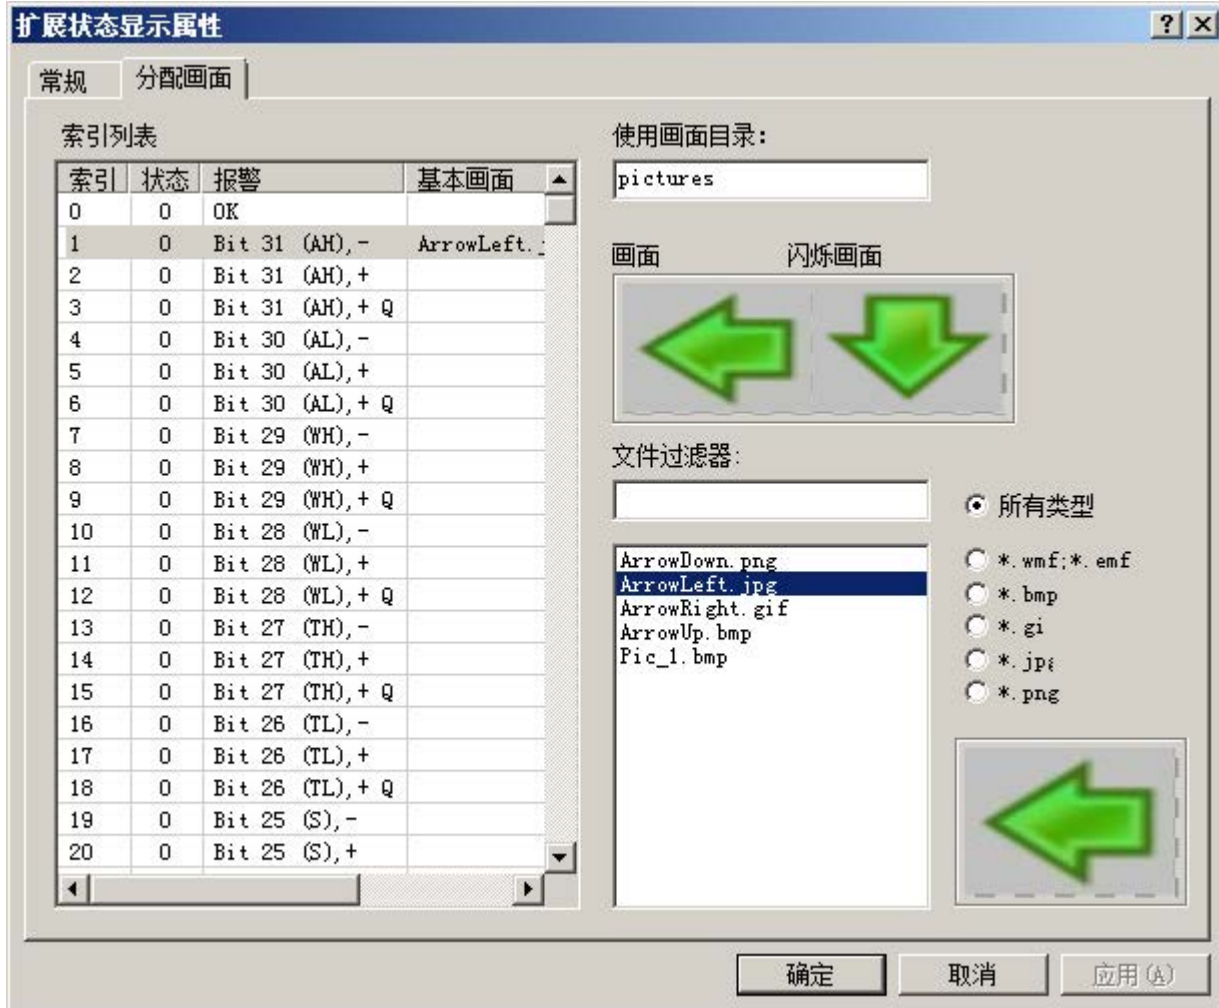 扩展状态显示属性
常规 分配画面
索引列表
索引 状态 报警 基本画面
0 0 OK
1 0 Bit 31 (AH),- ArrowLeft.
2 0 Bit 31 (AH),+
3 0 Bit 31 (AH),+ Q
4 0 Bit 30 (AL),-
5 0 Bit 30 (AL),+
6 0 Bit 30 (AL),+ Q
7 0 Bit 29 (WH),-
8 0 Bit 29 (WH),+
9 0 Bit 29 (WH),+ Q
10 0 Bit 28 (WL),-
11 0 Bit 28 (WL),+
12 0 Bit 28 (WL),+ Q
13 0 Bit 27 (TH),-
14 0 Bit 27 (TH),+
15 0 Bit 27 (TH),+ Q
16 0 Bit 26 (TL),-
17 0 Bit 26 (TL),+
18 0 Bit 26 (TL),+ Q
19 0 Bit 25 (S),-
20 0 Bit 25 (S),+
使用画面目录:
pictures
画面 闪烁画面
文件过滤器:
ArrowDown.png
ArrowLeft.jpg
ArrowRight.gif
ArrowUp.bmp
Pic_1.bmp
所有类型
*.wmf;*.emf
*.bmp
*.gi
*.jp
*.png
确定 取消 应用(A)